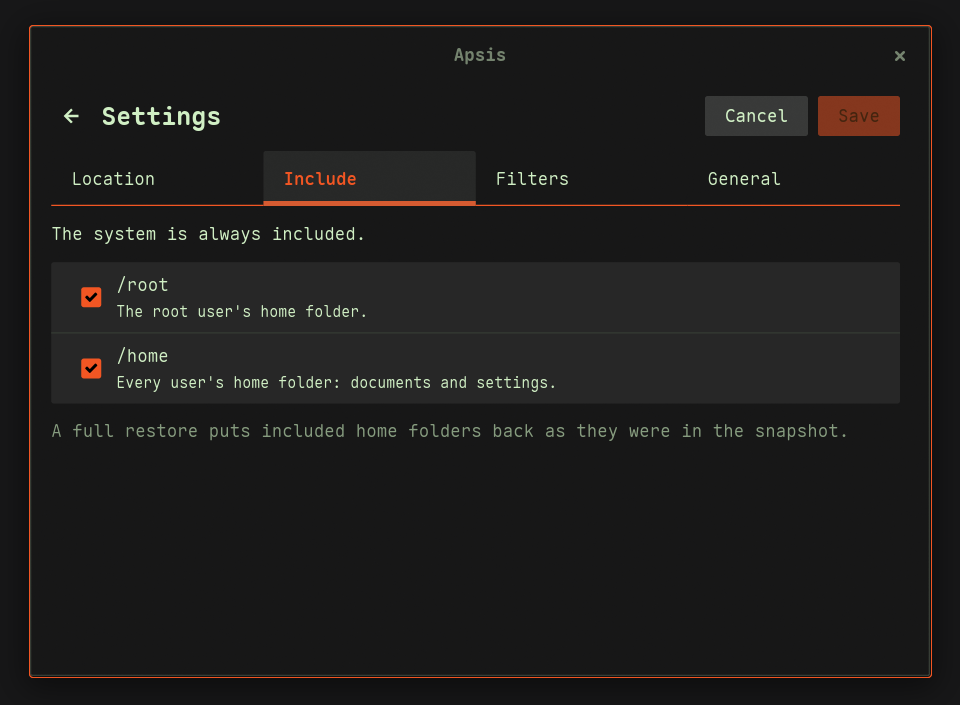 Apsis
Settings
Cancel
Save
Location
Include
Filters
General
The system is always included.
/root
The root user's home folder.
/home
Every user's home folder: documents and settings.
A full restore puts included home folders back as they were in the snapshot.